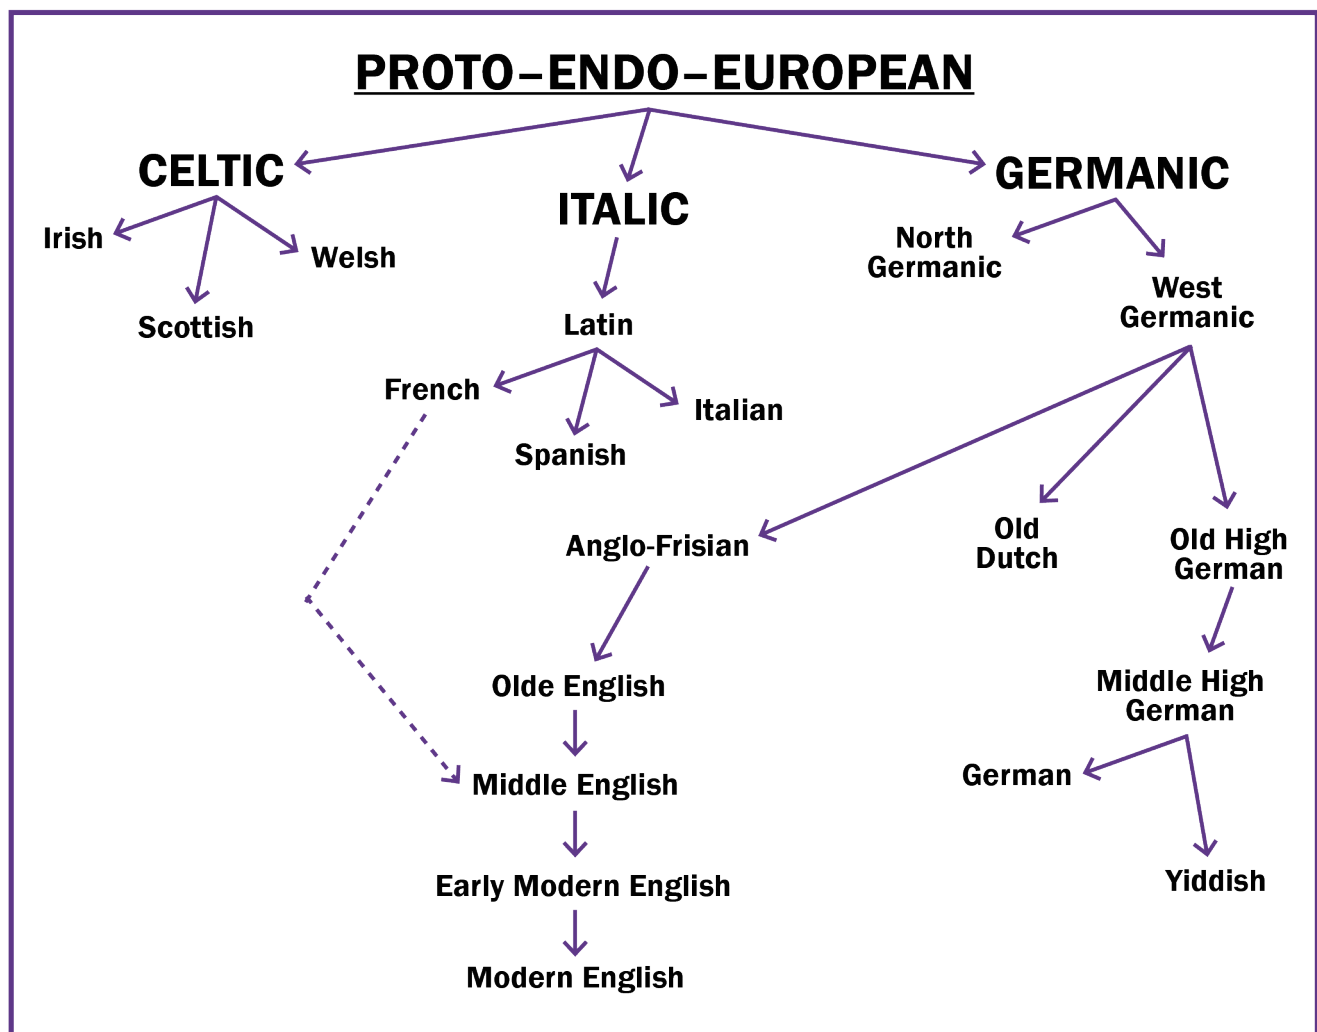 PROTO–ENDO–EUROPEAN
CELTIC
ITALIC
GERMANIC
Irish
Welsh
Scottish
North
Germanic
West
Germanic
Latin
French
Italian
Spanish
Anglo-Frisian
Old
Dutch
Old High
German
Olde English
Middle High
German
Middle English
German
Early Modern English
Yiddish
Modern English